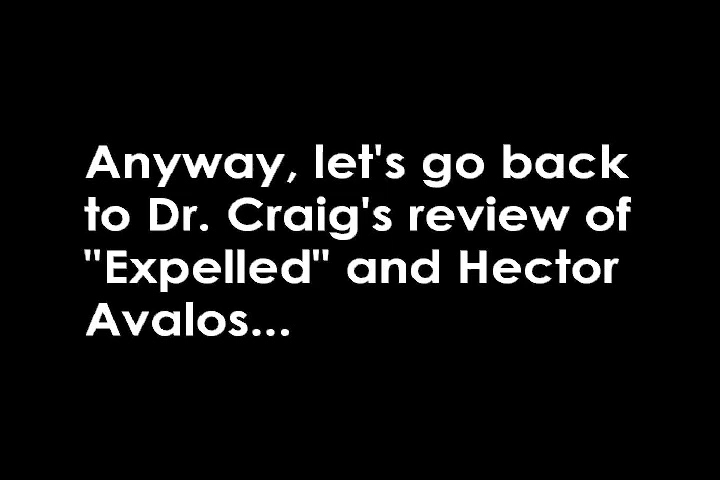 Anyway, let's go back
to Dr. Craig's review of
"Expelled" and Hector
Avalos...